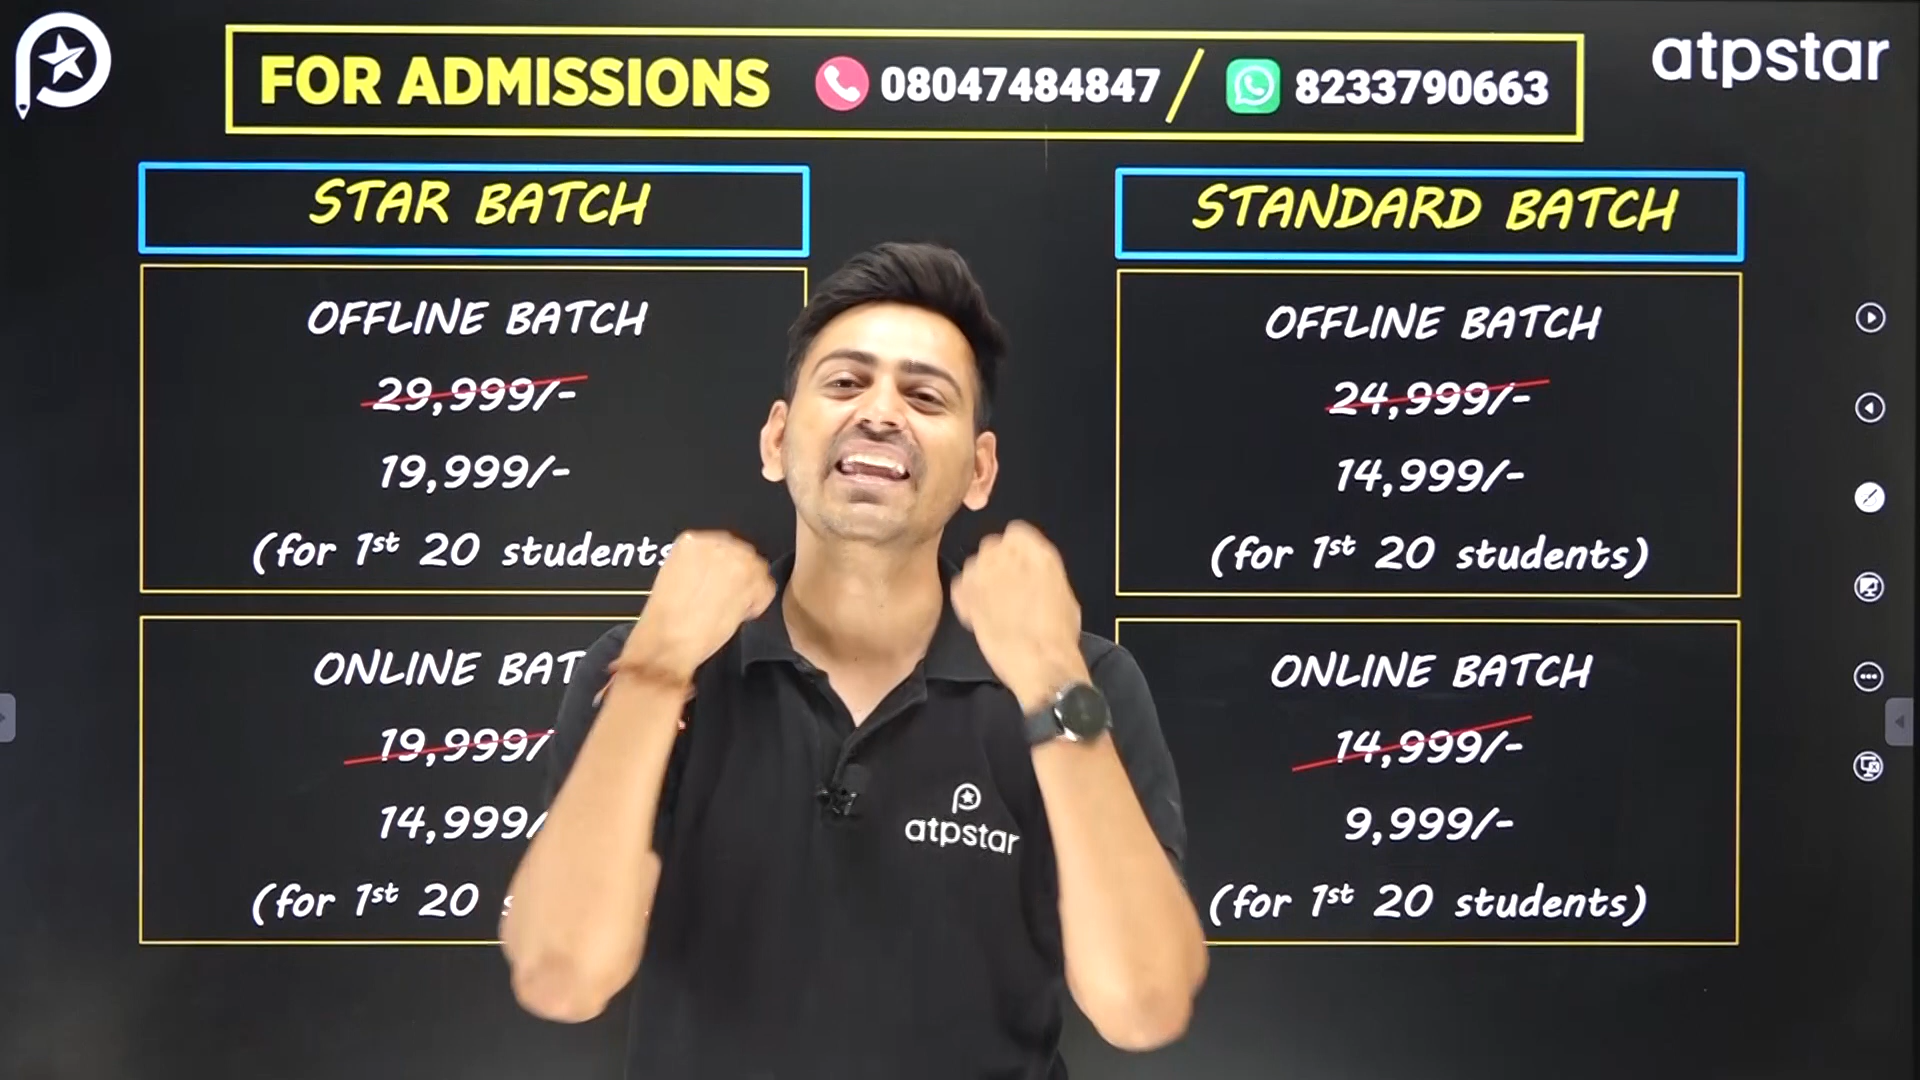 FOR ADMISSIONS 08047484847 / 8233790663
atpstar
STAR BATCH
OFFLINE BATCH
29,999/-
19,999/-
(for 1st 20 students
ONLINE BAT
19,999/
14,999/
(for 1st 20
STANDARD BATCH
OFFLINE BATCH
24,999/-
14,999/-
(for 1st 20 students)
ONLINE BATCH
14,999/-
9,999/-
(for 1st 20 students)
atpstar